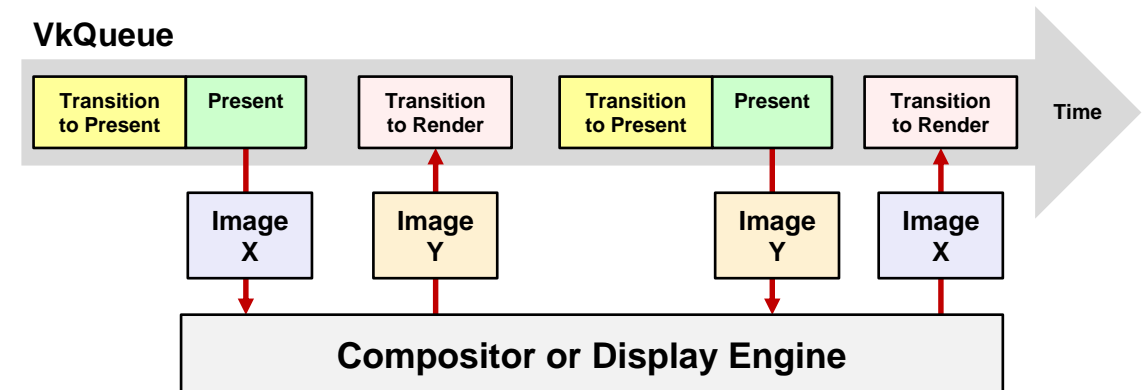 VkQueue
Transition
to Present
Present
Transition
to Render
Transition
to Present
Present
Transition
to Render
Time
Image
X
Image
Y
Image
Y
Image
X
Compositor or Display Engine